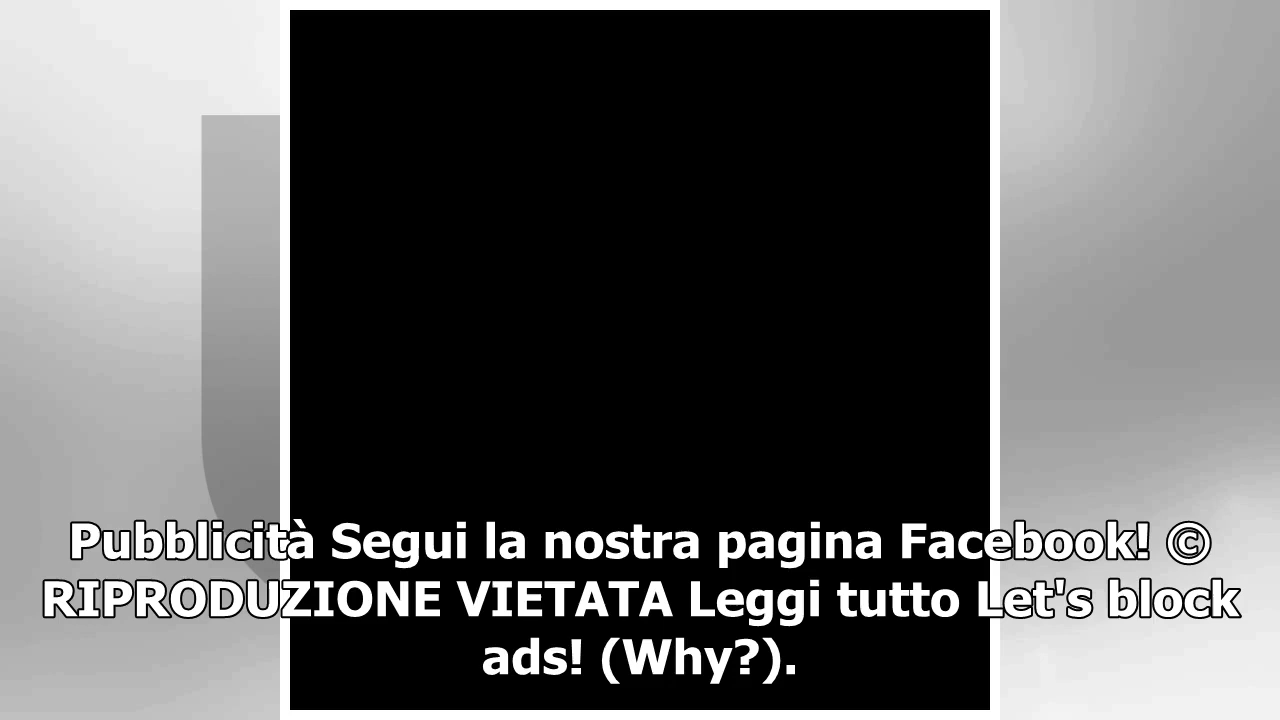 Pubblicità Segui la nostra pagina Facebook! ©
RIPRODUZIONE VIETATA Leggi tutto Let's block
ads! (Why?).